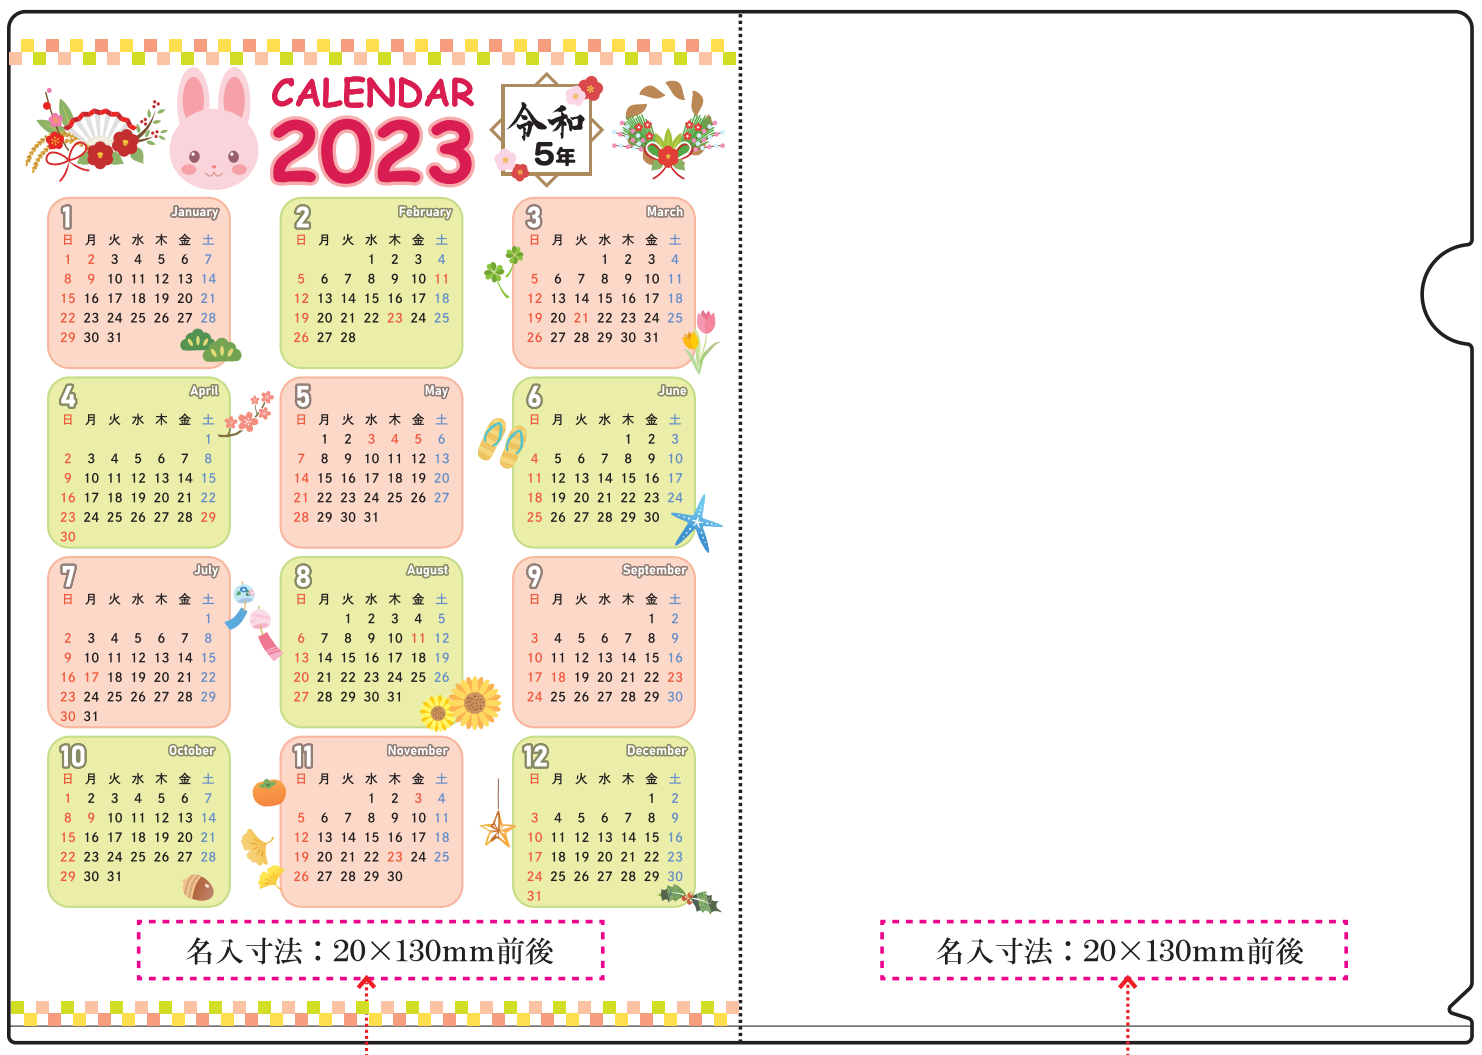 CALENDAR
2023
令和
5年
1 January
日 月 火 水 木 金 土
1 2 3 4 5 6 7
8 9 10 11 12 13 14
15 16 17 18 19 20 21
22 23 24 25 26 27 28
29 30 31
2 February
日 月 火 水 木 金 土
1 2 3 4
5 6 7 8 9 10 11
12 13 14 15 16 17 18
19 20 21 22 23 24 25
26 27 28
3 March
日 月 火 水 木 金 土
1 2 3 4
5 6 7 8 9 10 11
12 13 14 15 16 17 18
19 20 21 22 23 24 25
26 27 28 29 30 31
4 April
日 月 火 水 木 金 土
1
2 3 4 5 6 7 8
9 10 11 12 13 14 15
16 17 18 19 20 21 22
23 24 25 26 27 28 29
30
5 May
日 月 火 水 木 金 土
1 2 3 4 5 6
7 8 9 10 11 12 13
14 15 16 17 18 19 20
21 22 23 24 25 26 27
28 29 30 31
6 June
日 月 火 水 木 金 土
1 2 3
4 5 6 7 8 9 10
11 12 13 14 15 16 17
18 19 20 21 22 23 24
25 26 27 28 29 30
7 July
日 月 火 水 木 金 土
1
2 3 4 5 6 7 8
9 10 11 12 13 14 15
16 17 18 19 20 21 22
23 24 25 26 27 28 29
30 31
8 August
日 月 火 水 木 金 土
1 2 3 4 5
6 7 8 9 10 11 12
13 14 15 16 17 18 19
20 21 22 23 24 25 26
27 28 29 30 31
9 September
日 月 火 水 木 金 土
1 2
3 4 5 6 7 8 9
10 11 12 13 14 15 16
17 18 19 20 21 22 23
24 25 26 27 28 29 30
10 October
日 月 火 水 木 金 土
1 2 3 4 5 6 7
8 9 10 11 12 13 14
15 16 17 18 19 20 21
22 23 24 25 26 27 28
29 30 31
11 November
日 月 火 水 木 金 土
1 2 3 4
5 6 7 8 9 10 11
12 13 14 15 16 17 18
19 20 21 22 23 24 25
26 27 28 29 30
12 December
日 月 火 水 木 金 土
1 2
3 4 5 6 7 8 9
10 11 12 13 14 15 16
17 18 19 20 21 22 23
24 25 26 27 28 29 30
31
名入寸法：20×130mm前後
名入寸法：20×130mm前後